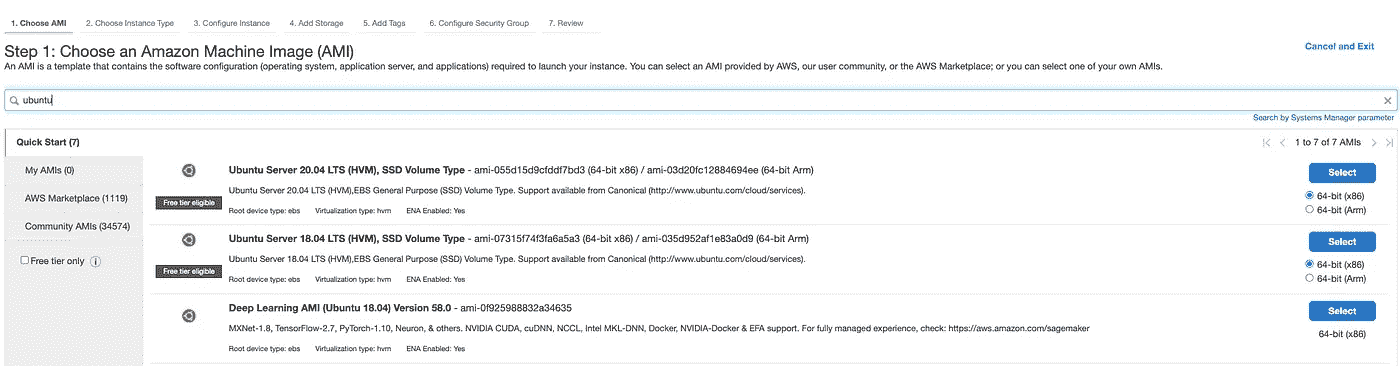 1. Choose AMI 2. Choose Instance Type 3. Configure Instance 4. Add Storage 5. Add Tags 6. Configure Security Group 7. Review
Step 1: Choose an Amazon Machine Image (AMI)
Cancel and Exit
An AMI is a template that contains the software configuration (operating system, application server, and applications) required to launch your instance. You can select an AMI provided by AWS, our user community, or the AWS Marketplace; or you can select one of your own AMIs.
ubuntu
Search by Systems Manager parameter
Quick Start (7)
1 to 7 of 7 AMIs
My AMIs (0)
AWS Marketplace (1119)
Community AMIs (34574)
Free tier only
Ubuntu Server 20.04 LTS (HVM), SSD Volume Type - ami-055d15d9cfddf7bd3 (64-bit x86) / ami-03d20fc12884694ee (64-bit Arm)
Ubuntu Server 20.04 LTS (HVM),EBS General Purpose (SSD) Volume Type. Support available from Canonical (http://www.ubuntu.com/cloud/services).
Free tier eligible
Root device type: ebs Virtualization type: hvm ENA Enabled: Yes
Select
64-bit (x86)
64-bit (Arm)
Ubuntu Server 18.04 LTS (HVM), SSD Volume Type - ami-07315f74f3fa6a5a3 (64-bit x86) / ami-035d952af1e83a0d9 (64-bit Arm)
Ubuntu Server 18.04 LTS (HVM),EBS General Purpose (SSD) Volume Type. Support available from Canonical (http://www.ubuntu.com/cloud/services).
Free tier eligible
Root device type: ebs Virtualization type: hvm ENA Enabled: Yes
Select
64-bit (x86)
64-bit (Arm)
Deep Learning AMI (Ubuntu 18.04) Version 58.0 - ami-0f925988832a34635
MXNet-1.8, TensorFlow-2.7, PyTorch-1.10, Neuron, & others. NVIDIA CUDA, cuDNN, NCCL, Intel MKL-DNN, Docker, NVIDIA-Docker & EFA support. For fully managed experience, check: https://aws.amazon.com/sagemaker
Root device type: ebs Virtualization type: hvm ENA Enabled: Yes
Select
64-bit (x86)